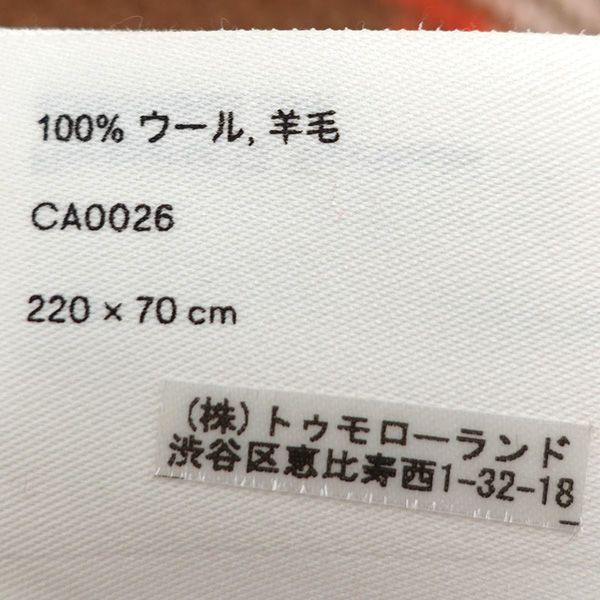 100% ウール, 羊毛
CA0026
220 × 70 cm
(株)トゥモローランド
渋谷区恵比寿西1-32-18